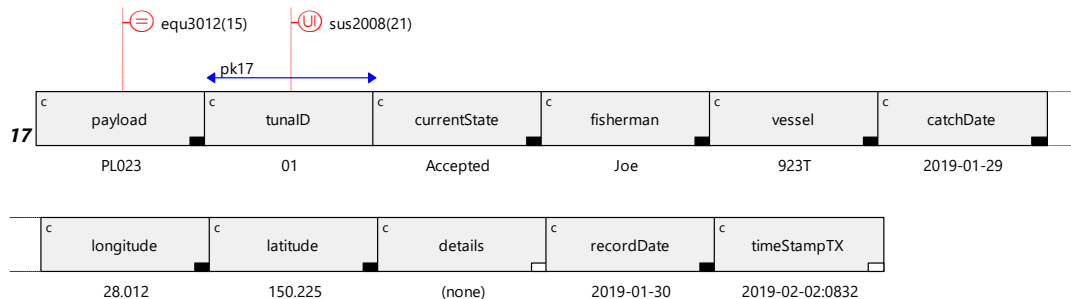 = equ3012(15) UI sus2008(21)
pk17
c c c c c c
17 payload tunaID currentState fisherman vessel catchDate
PL023 01 Accepted Joe 923T 2019-01-29
c c c c c
longitude latitude details recordDate timeStampTX
28.012 150.225 (none) 2019-01-30 2019-02-02:0832